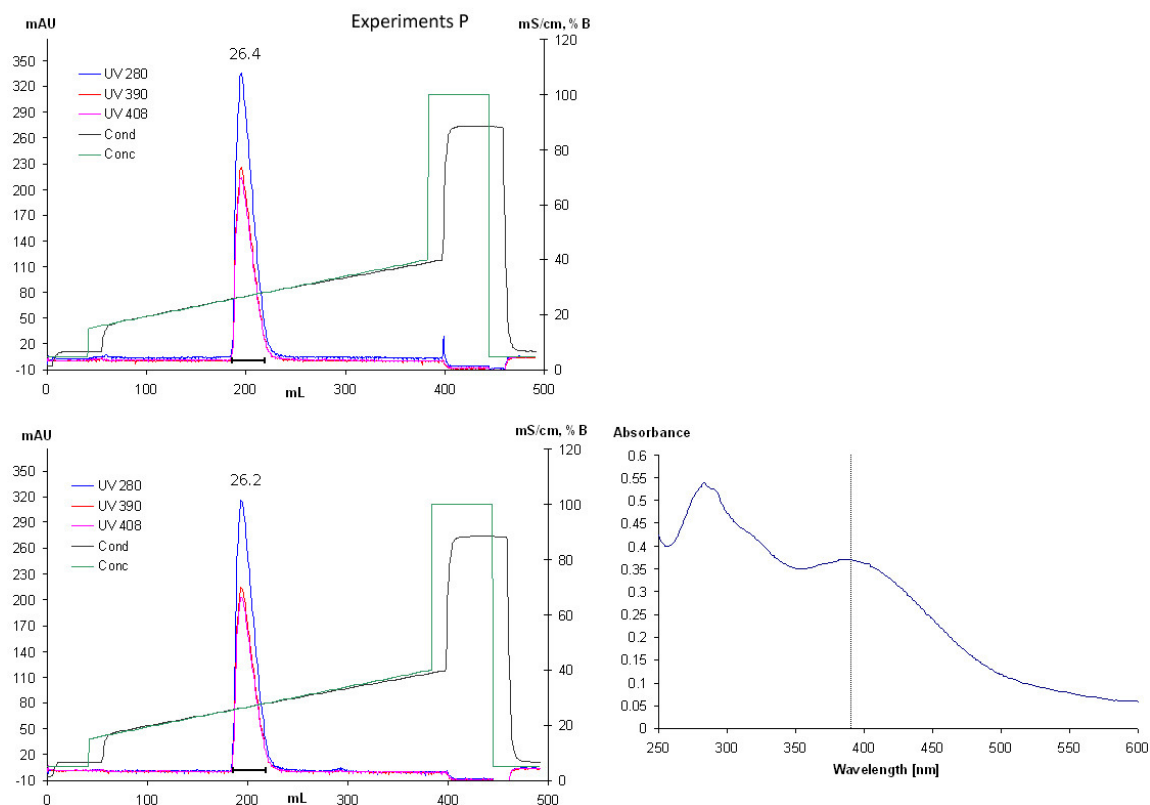 Experiments P
mAU
mS/cm, % B
26.4
UV 280
UV 390
UV 408
Cond
Conc
350
320
290
260
230
200
170
140
110
80
50
20
-10
120
100
80
60
40
20
0
0 100 200 300 400 500
mL
mAU
mS/cm, % B
26.2
UV 280
UV 390
UV 408
Cond
Conc
350
320
290
260
230
200
170
140
110
80
50
20
-10
120
100
80
60
40
20
0
0 100 200 300 400 500
mL
Absorbance
0.6
0.55
0.5
0.45
0.4
0.35
0.3
0.25
0.2
0.15
0.1
0.05
0
250 300 350 400 450 500 550 600
Wavelength [nm]